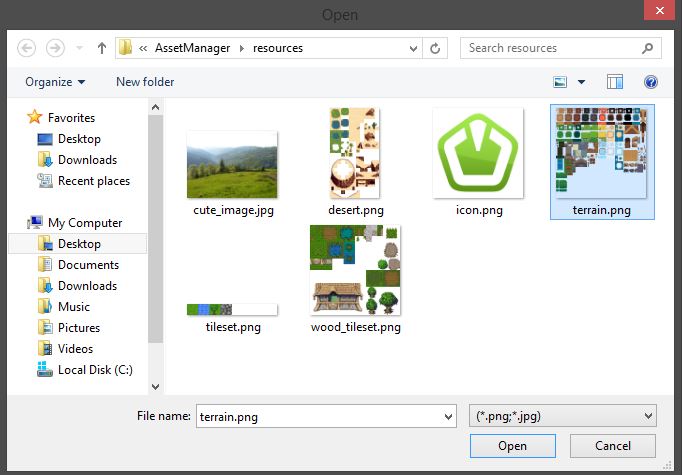 Open
« AssetManager resources
Search resources
Organize New folder
Favorites
Desktop
Downloads
Recent places
My Computer
Desktop
Documents
Downloads
Music
Pictures
Videos
Local Disk (C:)
cute_image.jpg desert.png icon.png terrain.png
tileset.png wood_tileset.png
File name: terrain.png (*.png;*.jpg)
Open Cancel